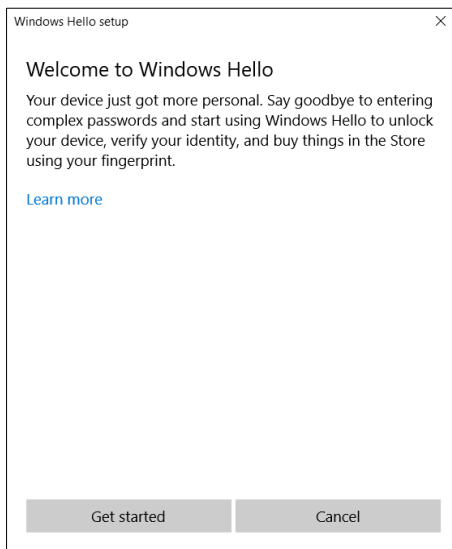 Windows Hello setup
Welcome to Windows Hello
Your device just got more personal. Say goodbye to entering
complex passwords and start using Windows Hello to unlock
your device, verify your identity, and buy things in the Store
using your fingerprint.
Learn more
Get started
Cancel